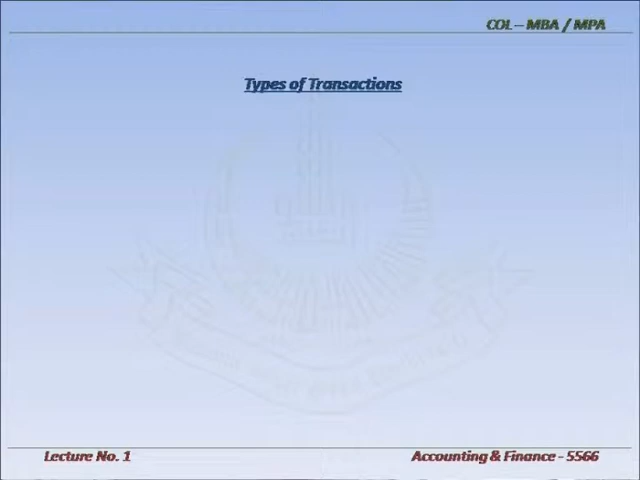 COL – MBA / MPA
Types of Transactions
Lecture No. 1
Accounting & Finance - 5566